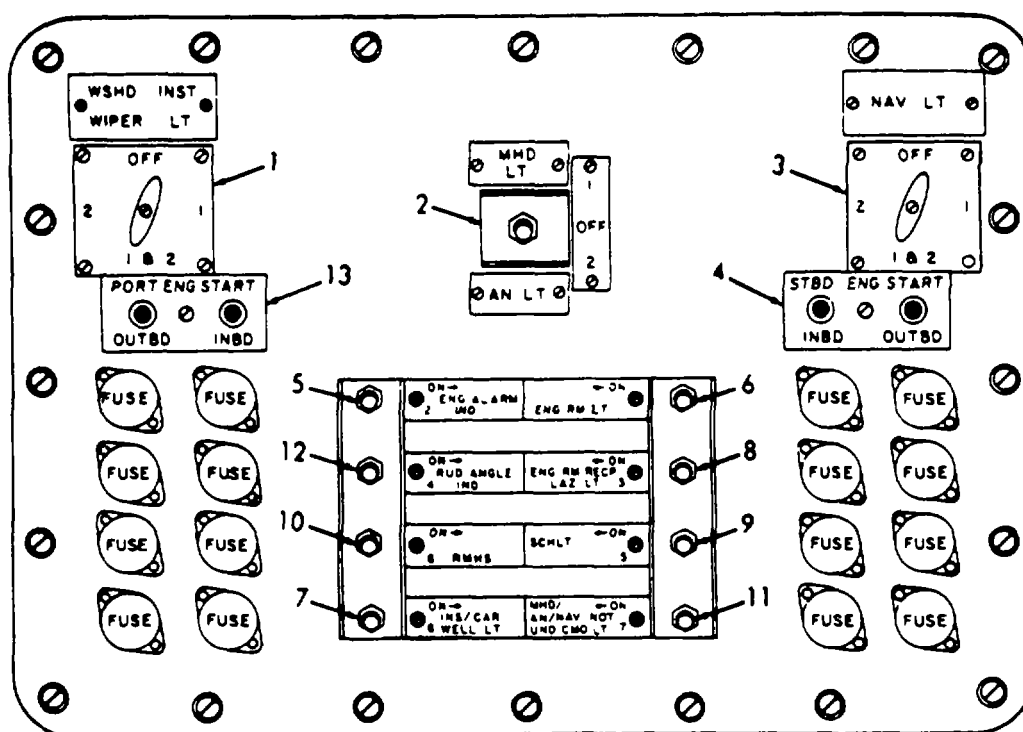 WSHD INST
WIPER LT
NAV LT
OFF
2 1
1 & 2
1
MHD
LT
1
OFF
2
2
AN LT
3
OFF
2 1
1 & 2
PORT ENG START
OUTBD INBD
13
4
STBD ENG START
INBD OUTBD
FUSE FUSE
FUSE FUSE
FUSE FUSE
FUSE FUSE
5
ON→
ENG ALARM
2 IND
←ON
ENG RM LT
6
12
ON→
RUD ANGLE
4 IND
←ON
ENG RM RECP
LAZ LT 3
8
10
ON→
6 RMHS
←ON
SCHLT
5
9
7
ON→
INS/CAR
8 WELL LT
MHD/ ←ON
AN/NAV NOT
UND CMD LT 7
11
FUSE FUSE
FUSE FUSE
FUSE FUSE
FUSE FUSE